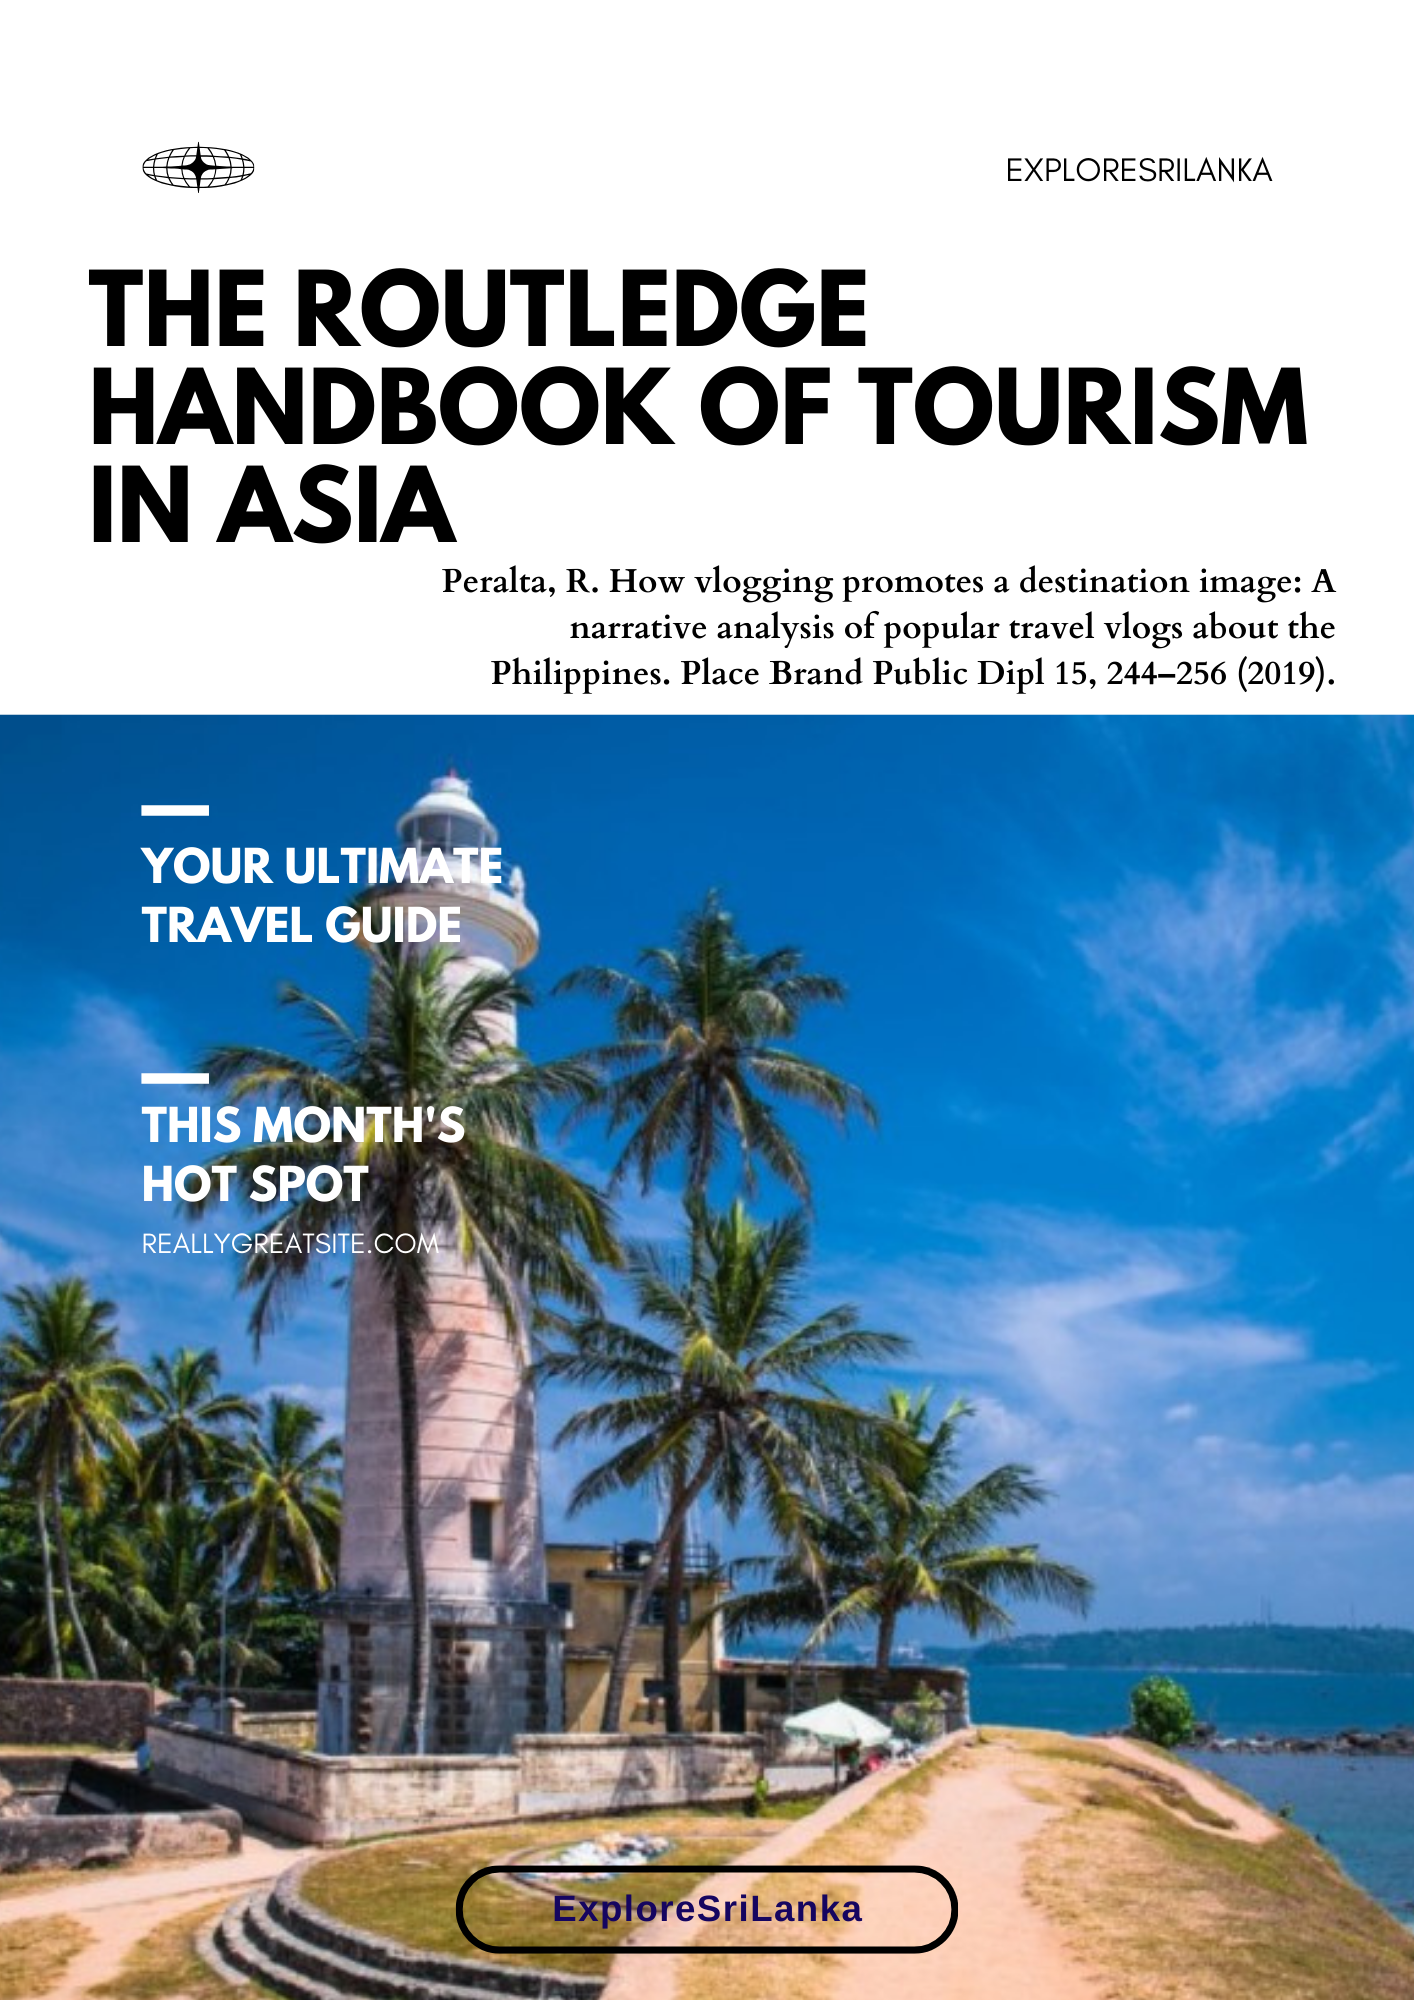 EXPLORESRILANKA
THE ROUTLEDGE
HANDBOOK OF TOURISM
IN ASIA
Peralta, R. How vlogging promotes a destination image: A
narrative analysis of popular travel vlogs about the
Philippines. Place Brand Public Dipl 15, 244–256 (2019).
YOUR ULTIMATE
TRAVEL GUIDE
THIS MONTH'S
HOT SPOT
REALLYGREATSITE.COM
ExploreSriLanka